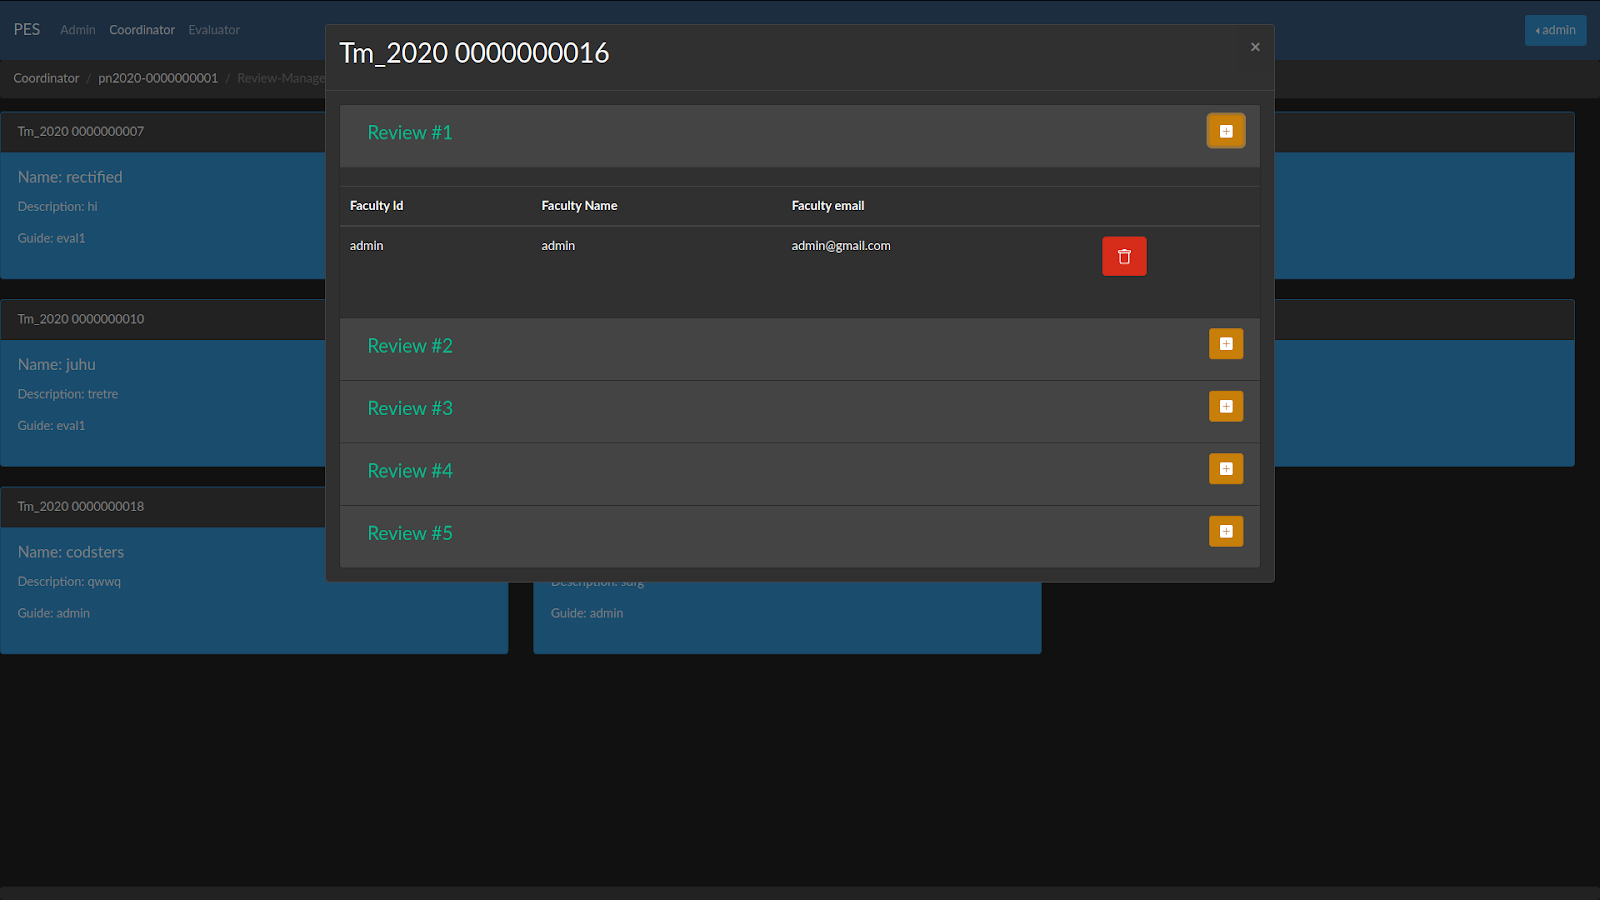 PES Admin Coordinator Evaluator admin
Coordinator / pn2020-0000000001 / Review-Manage
Tm_2020 0000000016 ×
Review #1
Faculty Id Faculty Name Faculty email
admin admin admin@gmail.com
Review #2
Review #3
Review #4
Review #5
Tm_2020 0000000007
Name: rectified
Description: hi
Guide: eval1
Tm_2020 0000000010
Name: juhu
Description: tretre
Guide: eval1
Tm_2020 0000000018
Name: codsters
Description: qwwq
Guide: admin
Description:
Guide: admin